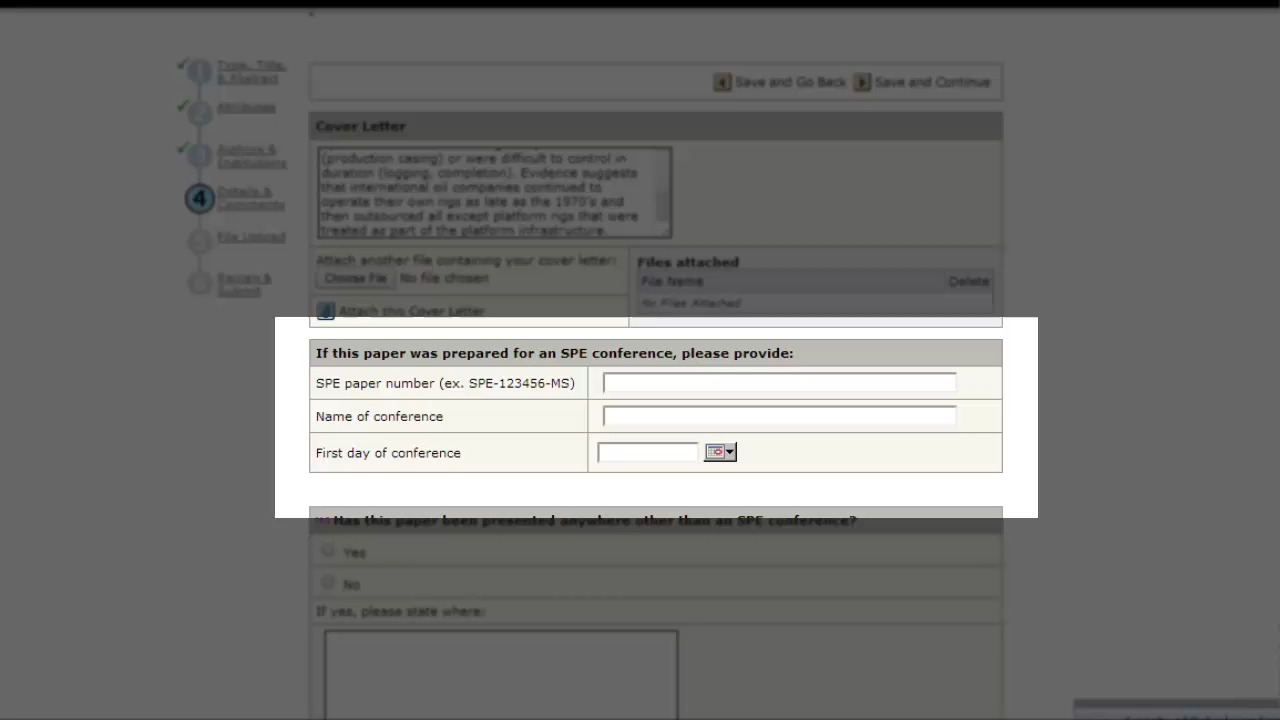 Type, Title,
& Abstract
Attributes
Authors &
Institutions
4
Details &
Comments
File Upload
Review &
Submit
Save and Go Back
Save and Continue
Cover Letter
(production casing) or were difficult to control in
duration (logging, completion). Evidence suggests
that international oil companies continued to
operate their own rigs as late as the 1970's and
then outsourced all except platform rigs that were
treated as part of the platform infrastructure.
Attach another file containing your cover letter:
Choose File No file chosen
Attach this Cover Letter
Files attached
File Name Delete
No Files Attached
If this paper was prepared for an SPE conference, please provide:
SPE paper number (ex. SPE-123456-MS)
Name of conference
First day of conference
Has this paper been presented anywhere other than an SPE conference?
Yes
No
If yes, please state where: